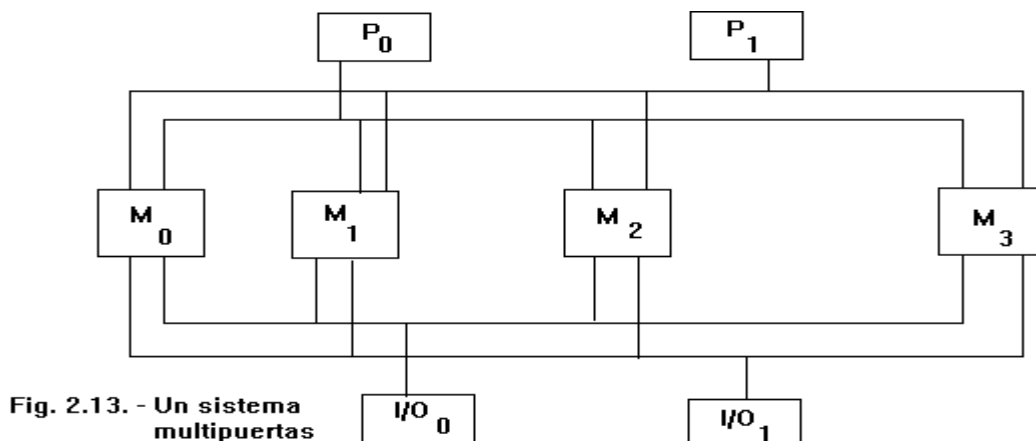 P0
P1
M0
M1
M2
M3
Fig. 2.13. - Un sistema
multipuertas
I/O0
I/O1